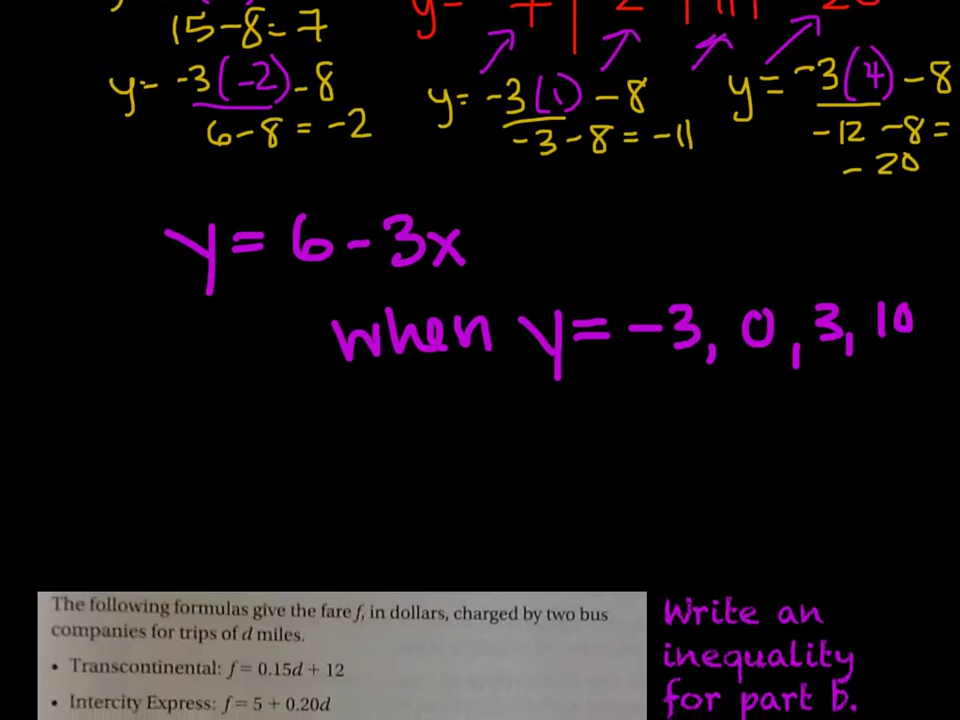 15-8=7
y= -3(-2)-8
6-8 = -2
y= -3(1) -8
-3-8 = -11
y= -3(4)-8
-12 -8=
- 20
y= 6-3x
when y= -3, 0, 3, 10
The following formulas give the fare f, in dollars, charged by two bus
companies for trips of d miles.
• Transcontinental: f = 0.15d + 12
• Intercity Express: f = 5 + 0.20d
Write an
inequality
for part b.